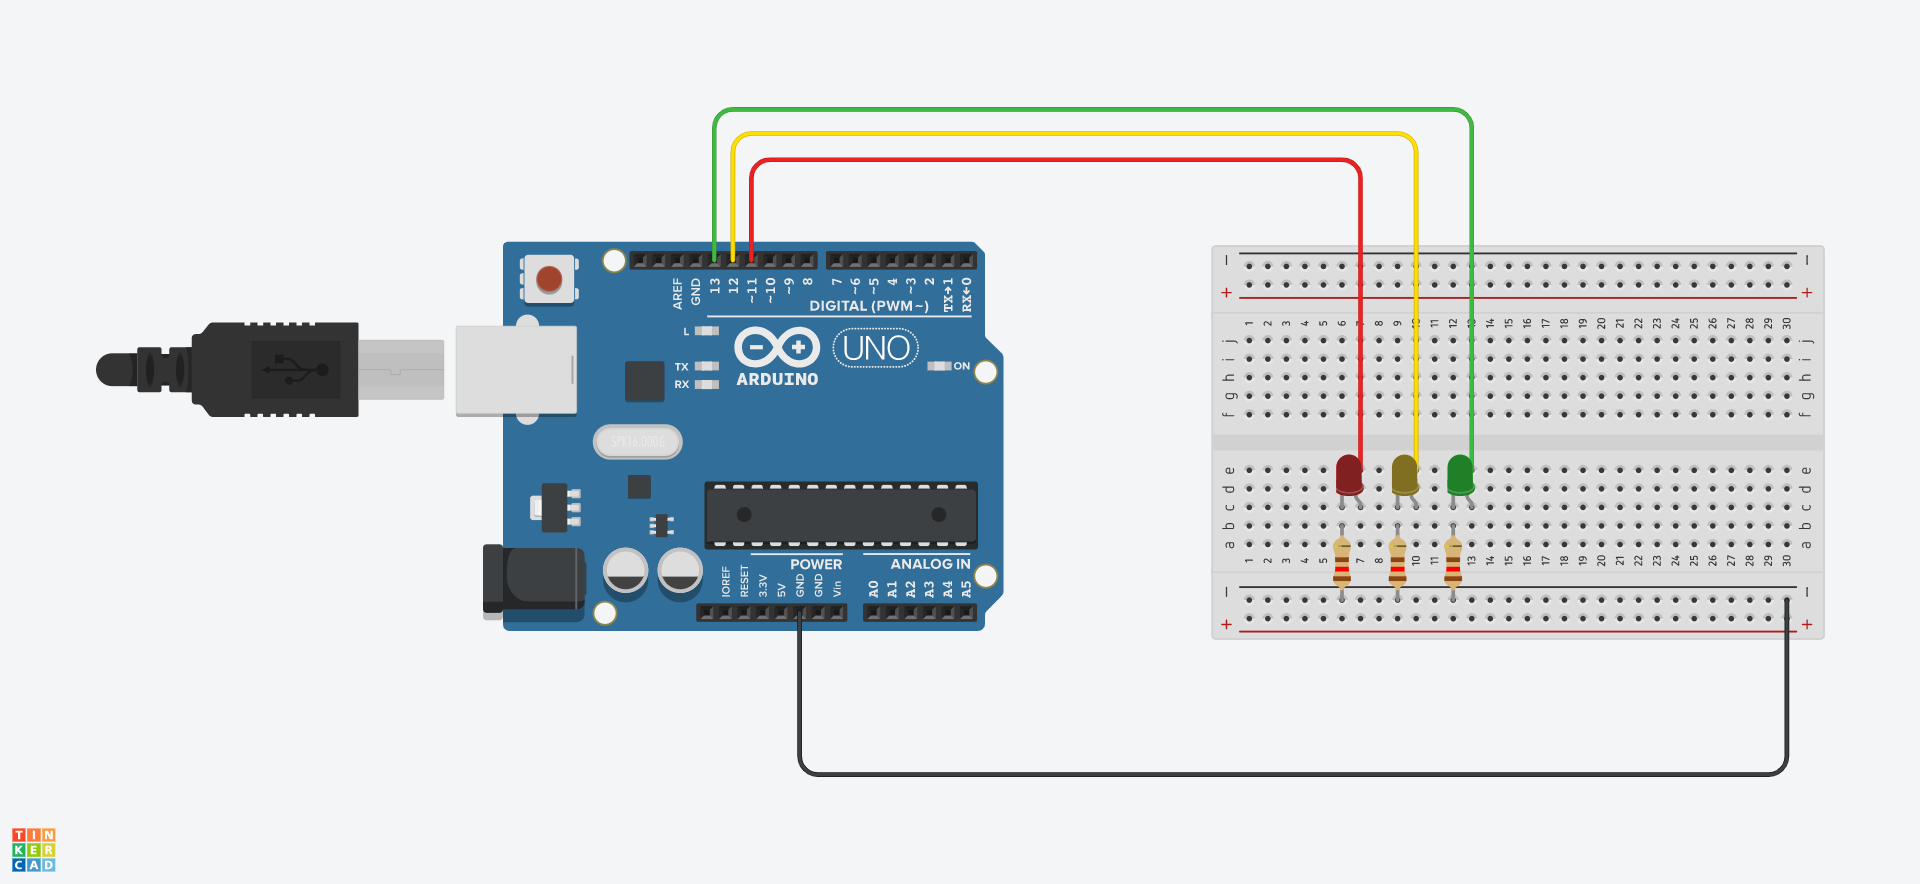 AREF
GND
13
12
~11
~10
~9
8
7
~6
~5
4
~3
2
TX→1
RX←0
DIGITAL (PWM~)
L
TX
RX
UNO
ARDUINO
ON
SPK16.000G
POWER
ANALOG IN
IOREF
RESET
3.3V
5V
GND
GND
Vin
A0
A1
A2
A3
A4
A5
− −
+ +
1 2 3 4 5 6 7 8 9 10 11 12 13 14 15 16 17 18 19 20 21 22 23 24 25 26 27 28 29 30
j j
i i
h h
g g
f f
e e
d d
c c
b b
a a
1 2 3 4 5 6 7 8 9 10 11 12 13 14 15 16 17 18 19 20 21 22 23 24 25 26 27 28 29 30
− −
+ +
TIN
KER
CAD